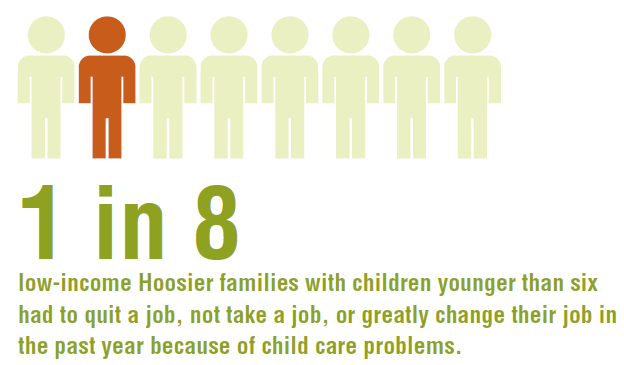 1 in 8
low-income Hoosier families with children younger than six
had to quit a job, not take a job, or greatly change their job in
the past year because of child care problems.